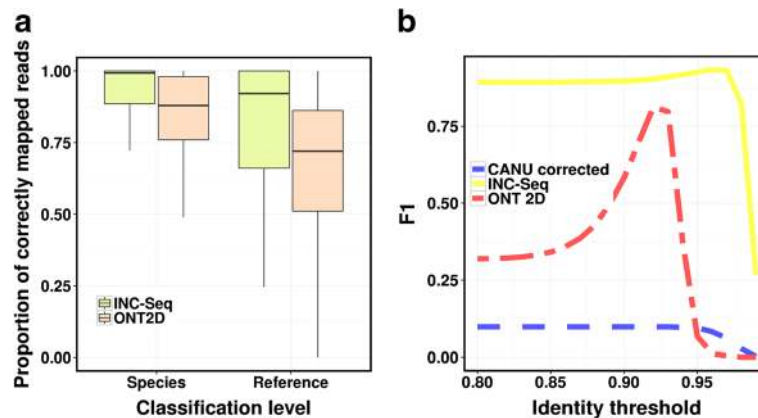 a
Proportion of correctly mapped reads
1.00
0.75
0.50
0.25
0.00
INC-Seq
ONT2D
Species
Reference
Classification level
b
F1
0.75
0.50
0.25
0.00
CANU corrected
INC-Seq
ONT 2D
0.80
0.85
0.90
0.95
Identity threshold